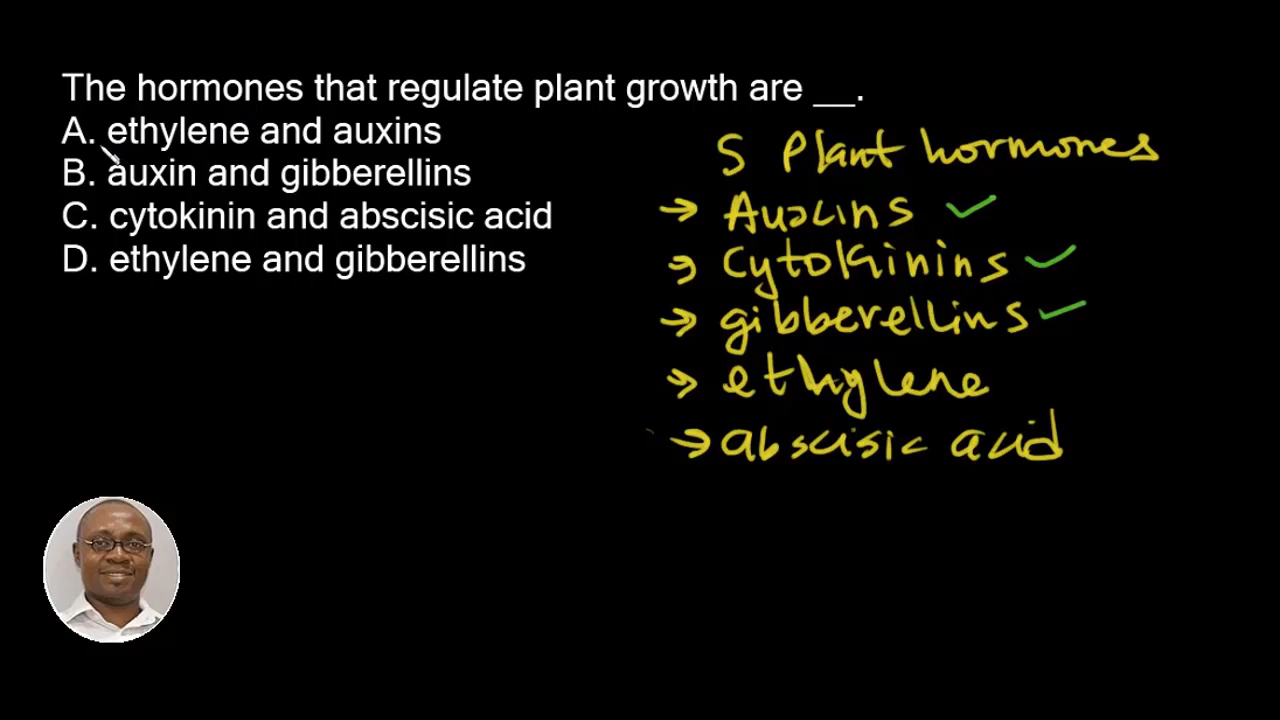 The hormones that regulate plant growth are __.
A. ethylene and auxins
B. auxin and gibberellins
C. cytokinin and abscisic acid
D. ethylene and gibberellins
5 Plant hormones
→ Auxins ✓
→ Cytokinins ✓
→ gibberellins ✓
→ ethylene
→ abscisic acid